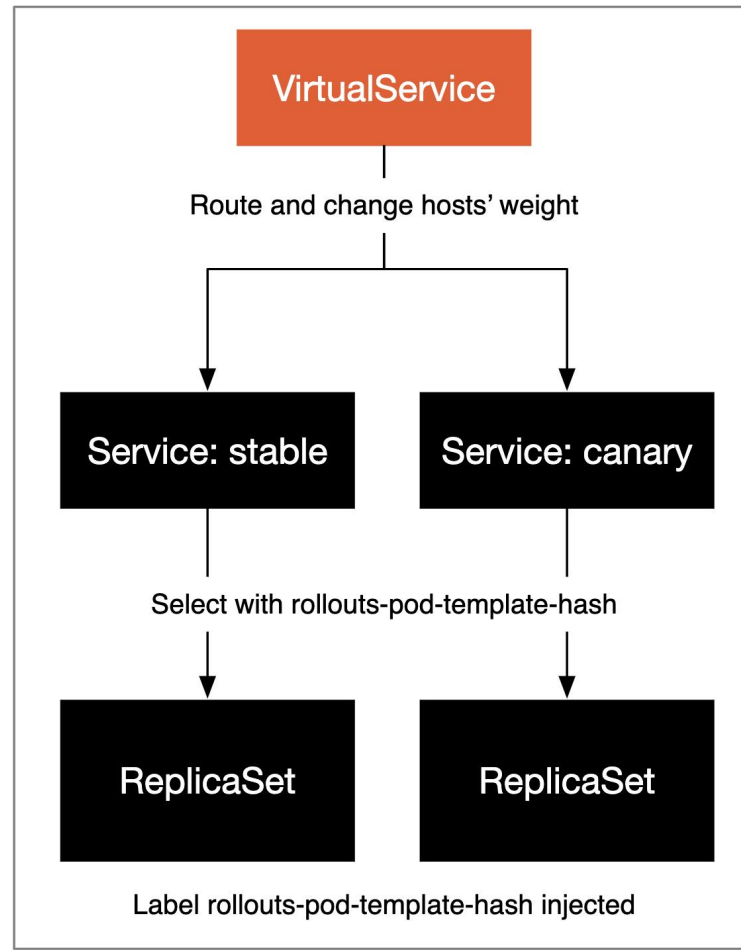 VirtualService
Route and change hosts’ weight
Service: stable
Service: canary
Select with rollouts-pod-template-hash
ReplicaSet
ReplicaSet
Label rollouts-pod-template-hash injected